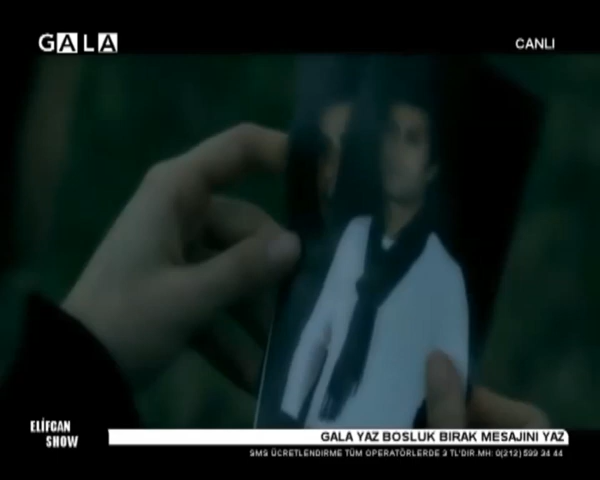 GALA
CANLI
ELİFCAN
SHOW
GALA YAZ BOSLUK BIRAK MESAJINI YAZ
SMS ÜCRETLENDİRME TÜM OPERATÖRLERDE 3 TL'DIR.MH: 0(212) 599 34 44